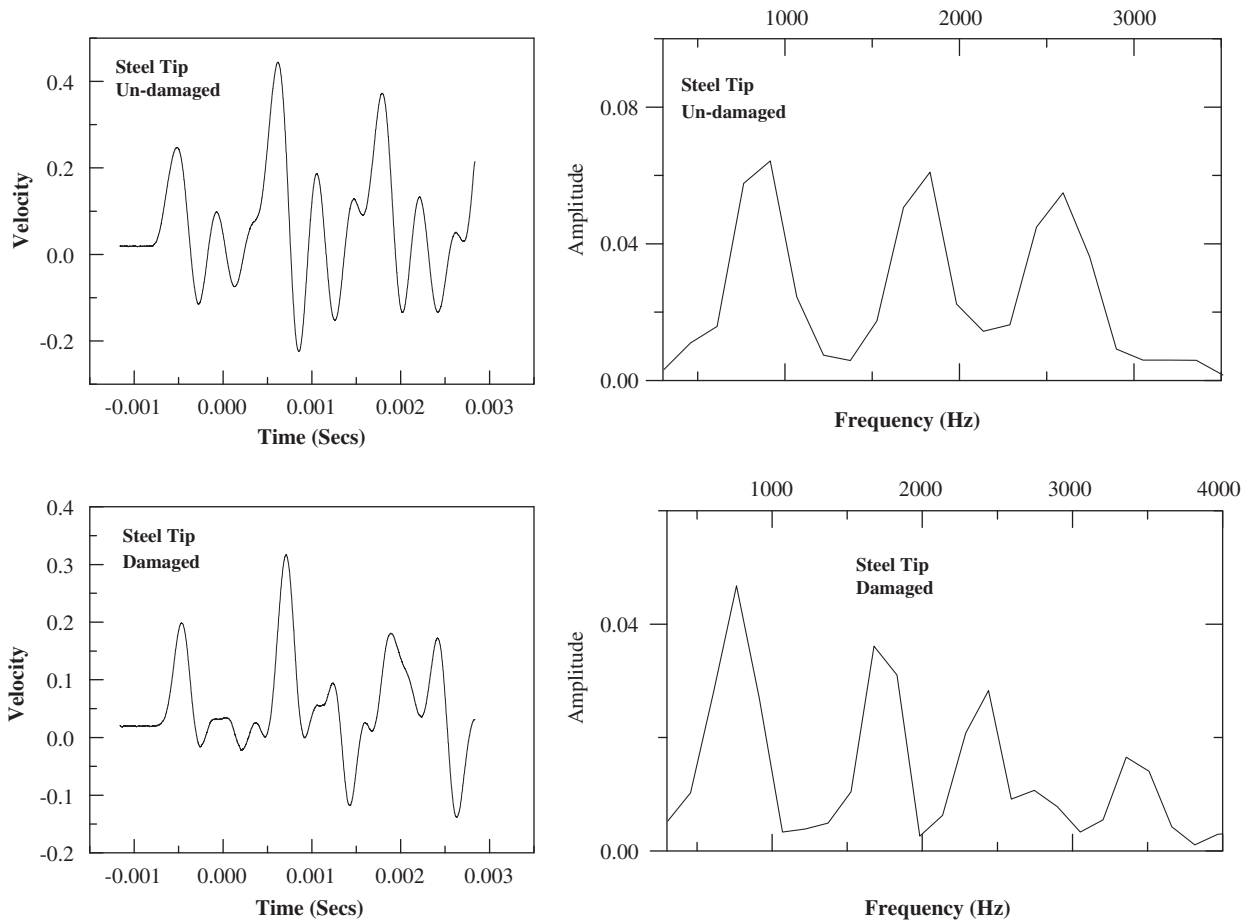 Steel Tip
Un-damaged
0.4
0.2
0.0
-0.2
Velocity
-0.001 0.000 0.001 0.002 0.003
Time (Secs)
1000 2000 3000
Steel Tip
Un-damaged
0.08
0.04
0.00
Amplitude
Frequency (Hz)
Steel Tip
Damaged
0.4
0.3
0.2
0.1
0.0
-0.1
-0.2
Velocity
-0.001 0.000 0.001 0.002 0.003
Time (Secs)
1000 2000 3000 4000
Steel Tip
Damaged
0.04
0.00
Amplitude
Frequency (Hz)